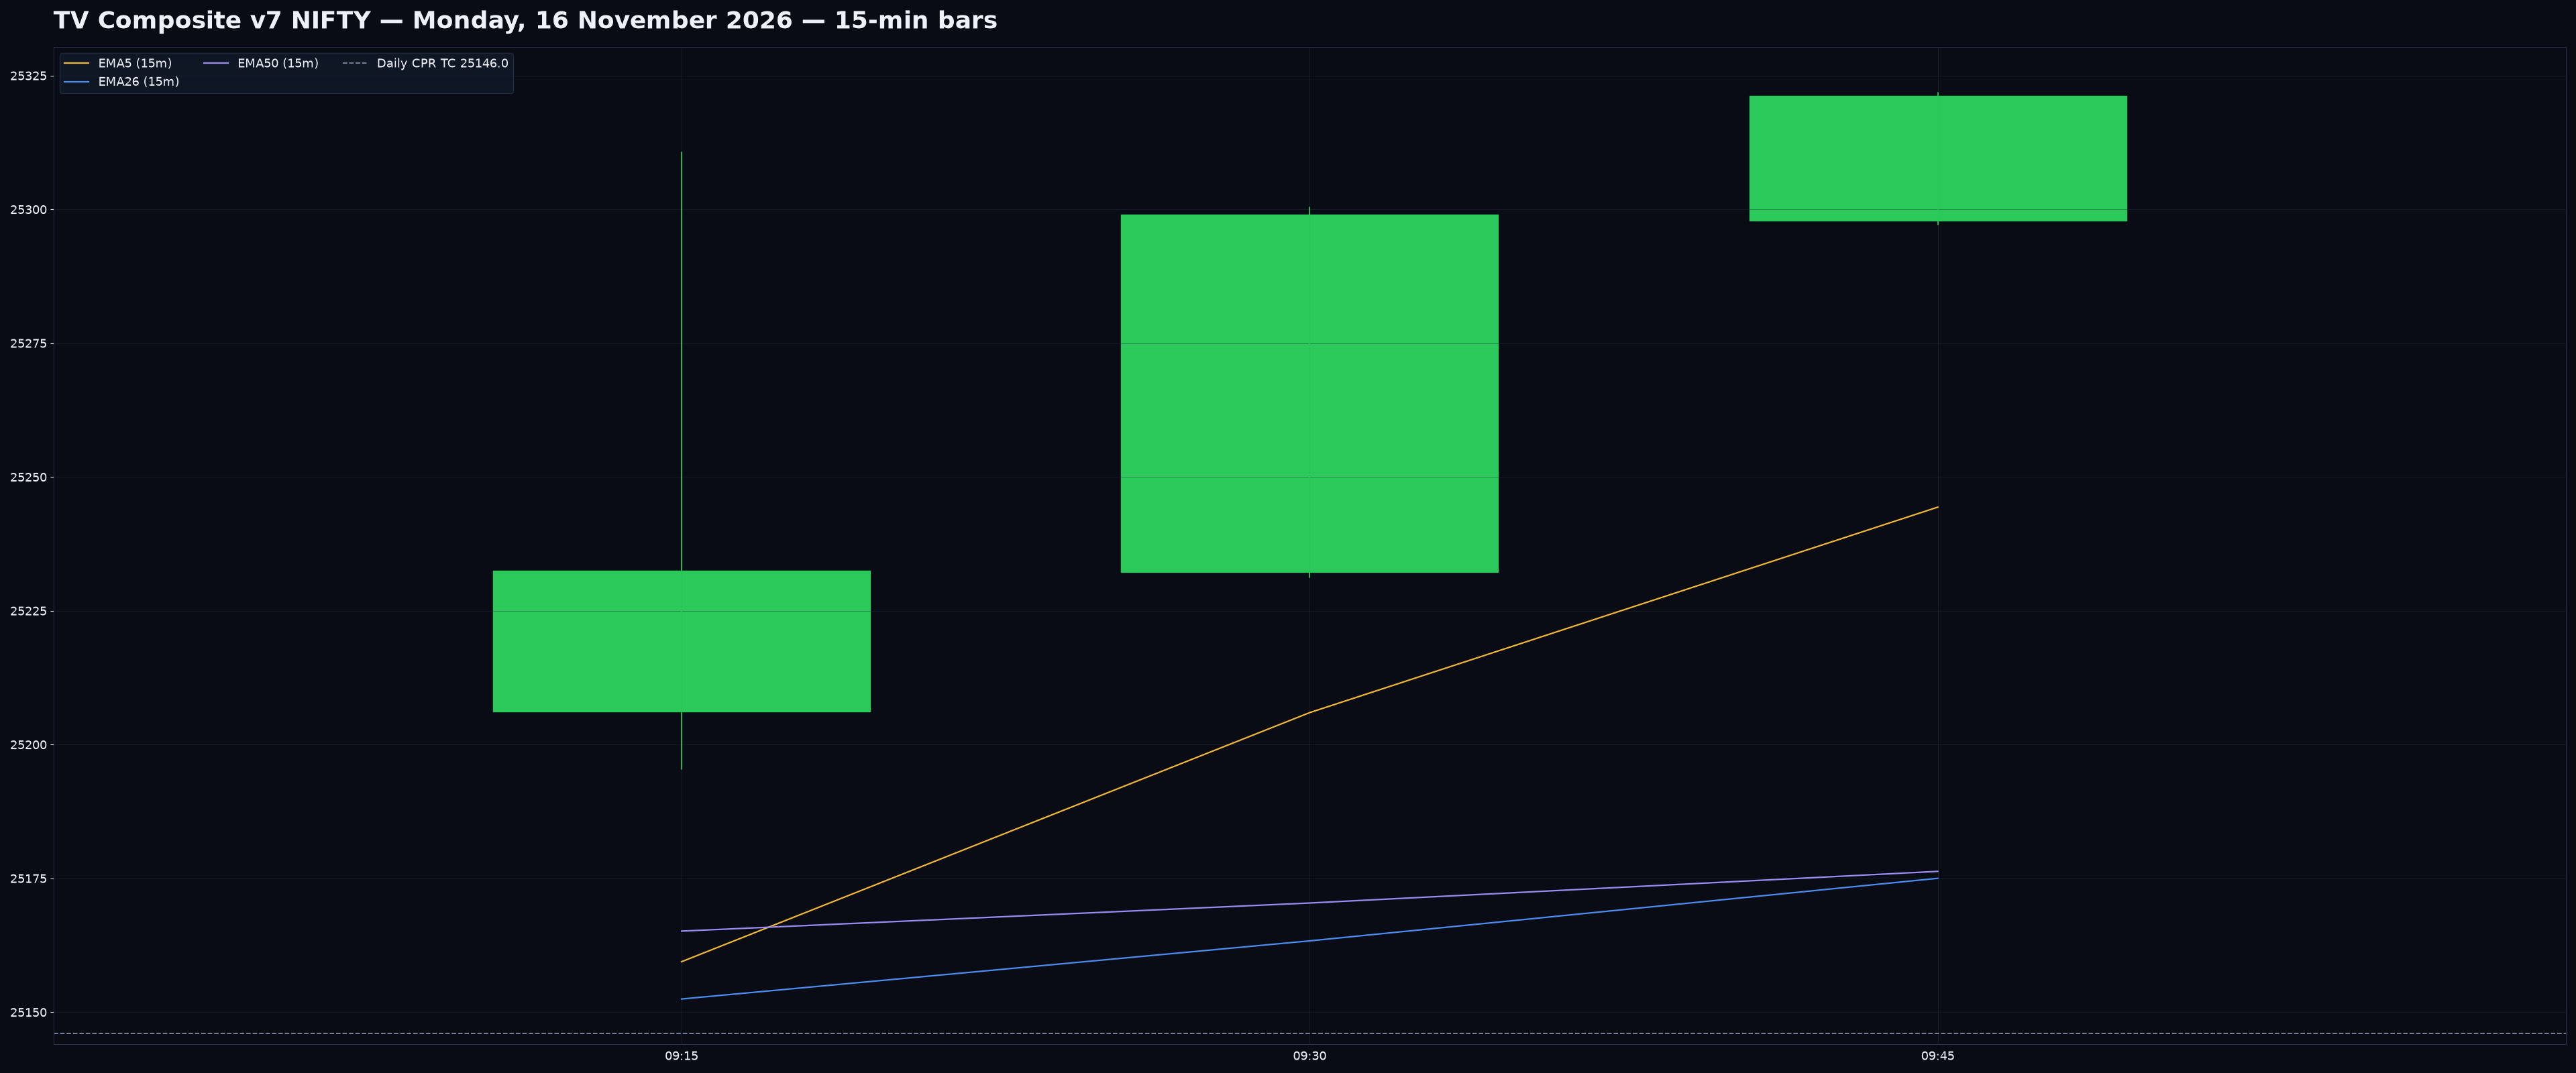 TV Composite v7 NIFTY — Monday, 16 November 2026 — 15-min bars
EMA5 (15m) EMA50 (15m) Daily CPR TC 25146.0
EMA26 (15m)
25325
25300
25275
25250
25225
25200
25175
25150
09:15 09:30 09:45